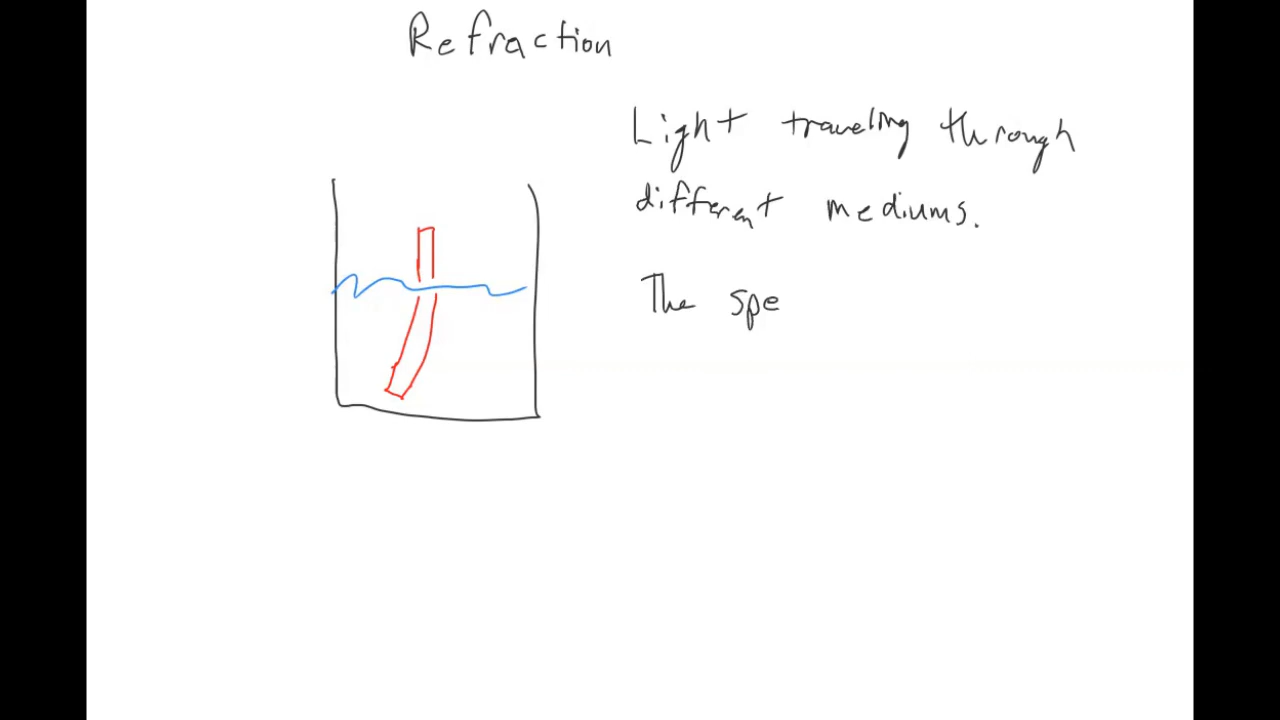 Refraction
Light traveling through
different mediums.
The spe